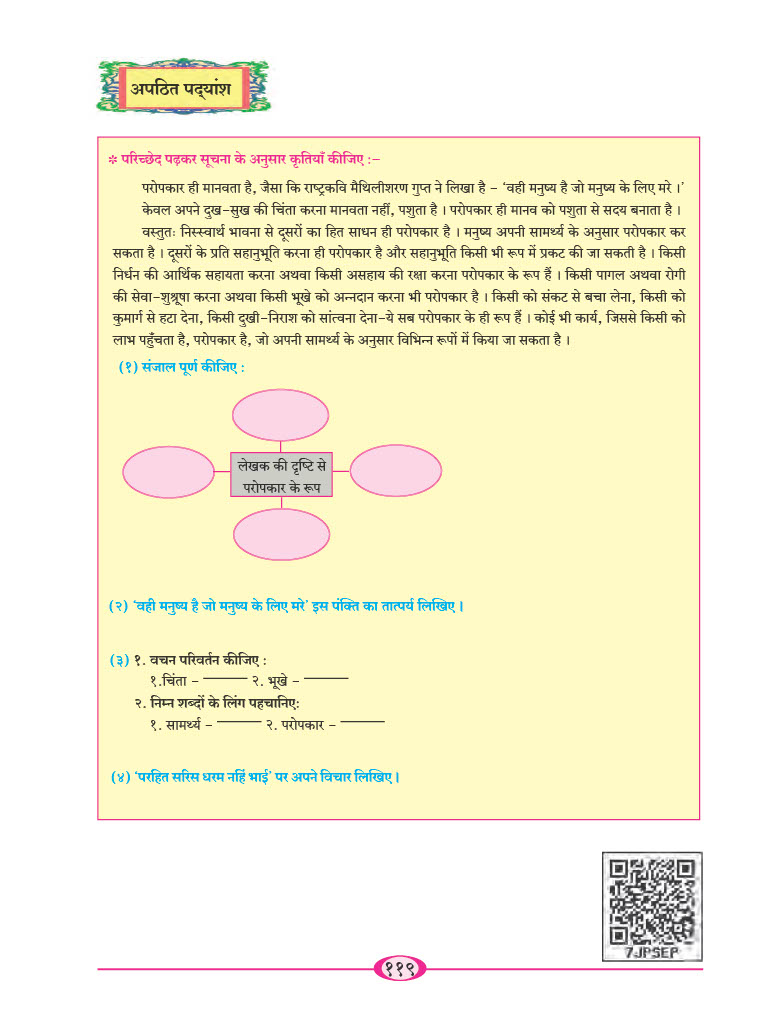 अपठित पद्यांश
* परिच्छेद पढ़कर सूचना के अनुसार कृतियाँ कीजिए :–
परोपकार ही मानवता है, जैसा कि राष्ट्रकवि मैथिलीशरण गुप्त ने लिखा है – ‘वही मनुष्य है जो मनुष्य के लिए मरे ।’
केवल अपने दुख-सुख की चिंता करना मानवता नहीं, पशुता है । परोपकार ही मानव को पशुता से सदय बनाता है ।
वस्तुतः निस्स्वार्थ भावना से दूसरों का हित साधन ही परोपकार है । मनुष्य अपनी सामर्थ्य के अनुसार परोपकार कर
सकता है । दूसरों के प्रति सहानुभूति करना ही परोपकार है और सहानुभूति किसी भी रूप में प्रकट की जा सकती है । किसी
निर्धन की आर्थिक सहायता करना अथवा किसी असहाय की रक्षा करना परोपकार के रूप हैं । किसी पागल अथवा रोगी
की सेवा-शुश्रूषा करना अथवा किसी भूखे को अन्नदान करना भी परोपकार है । किसी को संकट से बचा लेना, किसी को
कुमार्ग से हटा देना, किसी दुखी-निराश को सांत्वना देना-ये सब परोपकार के ही रूप हैं । कोई भी कार्य, जिससे किसी को
लाभ पहुँचता है, परोपकार है, जो अपनी सामर्थ्य के अनुसार विभिन्न रूपों में किया जा सकता है ।
(१) संजाल पूर्ण कीजिए :
लेखक की दृष्टि से
परोपकार के रूप
(२) ‘वही मनुष्य है जो मनुष्य के लिए मरे’ इस पंक्ति का तात्पर्य लिखिए ।
(३) १. वचन परिवर्तन कीजिए :
१.चिंता – ______ २. भूखे – ______
२. निम्न शब्दों के लिंग पहचानिए:
१. सामर्थ्य – ______ २. परोपकार – ______
(४) ‘परहित सरिस धरम नहिं भाई’ पर अपने विचार लिखिए ।
7JPSEP
११९